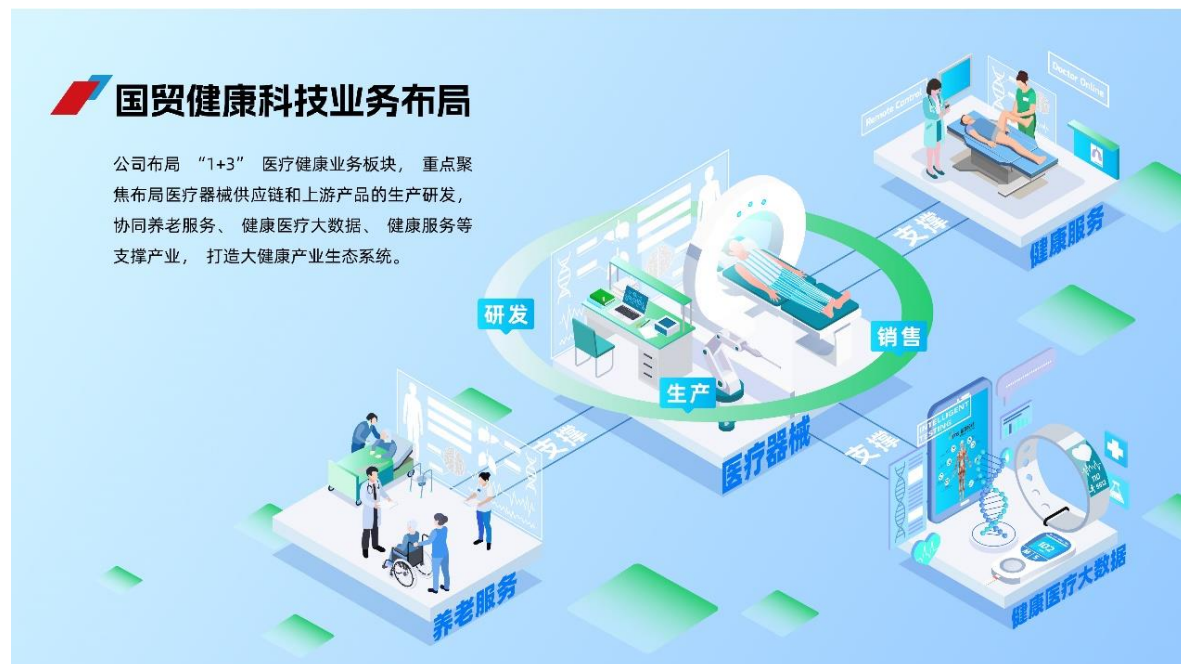 国贸健康科技业务布局
公司布局 “1+3” 医疗健康业务板块， 重点聚
焦布局医疗器械供应链和上游产品的生产研发，
协同养老服务、 健康医疗大数据、 健康服务等
支撑产业， 打造大健康产业生态系统。
Remote Control
Doctor Online
支撑
健康服务
研发
销售
生产
医疗器械
支撑
支撑
INTELLIGENT
TESTING
健康医疗大数据
养老服务